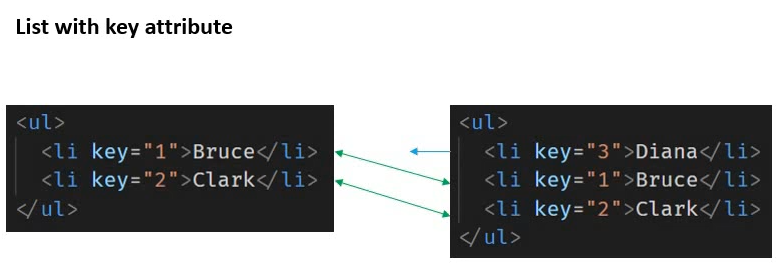 List with key attribute
<ul>
<li key="1">Bruce</li>
<li key="2">Clark</li>
</ul>
<ul>
<li key="3">Diana</li>
<li key="1">Bruce</li>
<li key="2">Clark</li>
</ul>